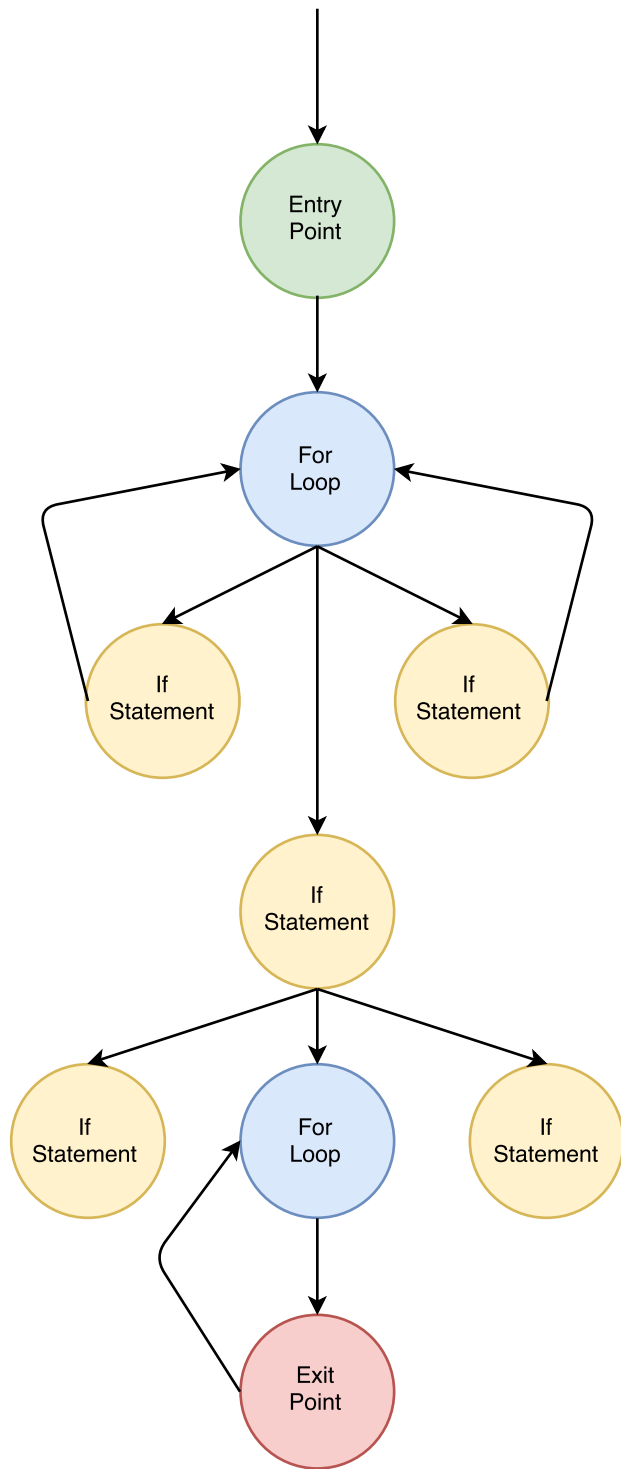 Entry
Point
For
Loop
If
Statement
If
Statement
If
Statement
If
Statement
For
Loop
If
Statement
Exit
Point